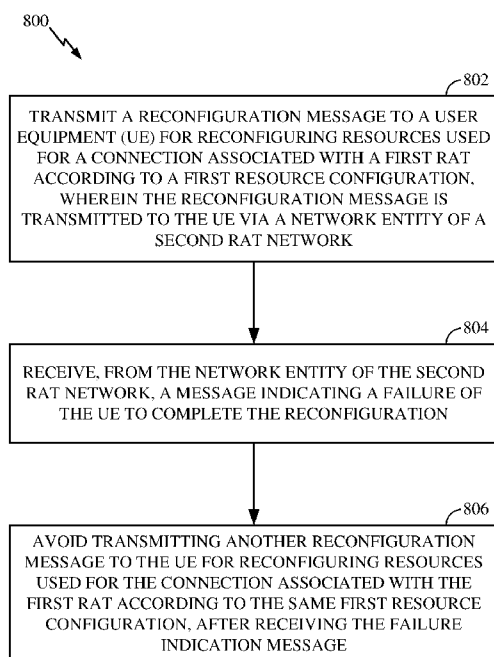 800
802
TRANSMIT A RECONFIGURATION MESSAGE TO A USER
EQUIPMENT (UE) FOR RECONFIGURING RESOURCES USED
FOR A CONNECTION ASSOCIATED WITH A FIRST RAT
ACCORDING TO A FIRST RESOURCE CONFIGURATION,
WHEREIN THE RECONFIGURATION MESSAGE IS
TRANSMITTED TO THE UE VIA A NETWORK ENTITY OF A
SECOND RAT NETWORK
804
RECEIVE, FROM THE NETWORK ENTITY OF THE SECOND
RAT NETWORK, A MESSAGE INDICATING A FAILURE OF
THE UE TO COMPLETE THE RECONFIGURATION
806
AVOID TRANSMITTING ANOTHER RECONFIGURATION
MESSAGE TO THE UE FOR RECONFIGURING RESOURCES
USED FOR THE CONNECTION ASSOCIATED WITH THE
FIRST RAT ACCORDING TO THE SAME FIRST RESOURCE
CONFIGURATION, AFTER RECEIVING THE FAILURE
INDICATION MESSAGE